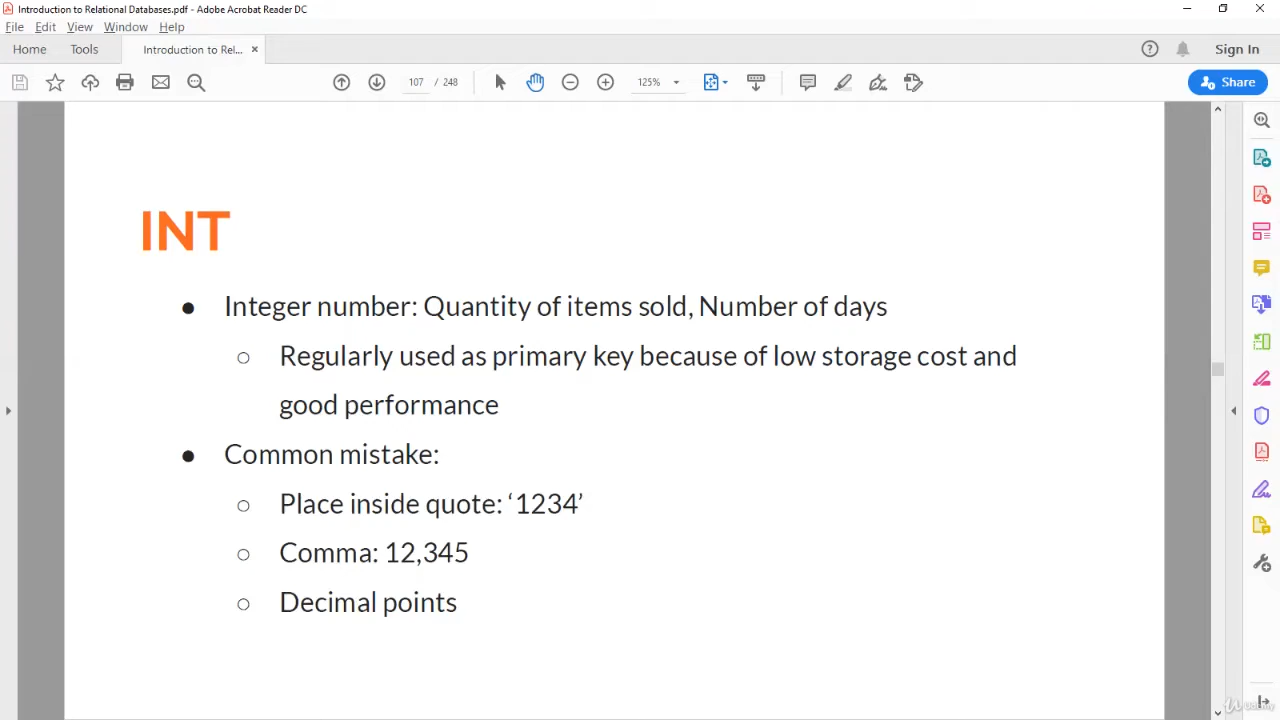 Introduction to Relational Databases.pdf - Adobe Acrobat Reader DC
File Edit View Window Help
Home Tools Introduction to Rel... × Sign In
107 / 248 125% Share
INT
● Integer number: Quantity of items sold, Number of days
○ Regularly used as primary key because of low storage cost and
good performance
● Common mistake:
○ Place inside quote: ‘1234’
○ Comma: 12,345
○ Decimal points
Udemy